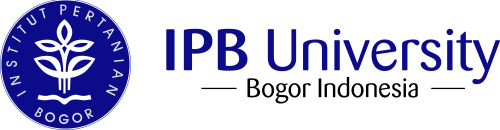 INSTITUT PERTANIAN
BOGOR
IPB University
Bogor Indonesia